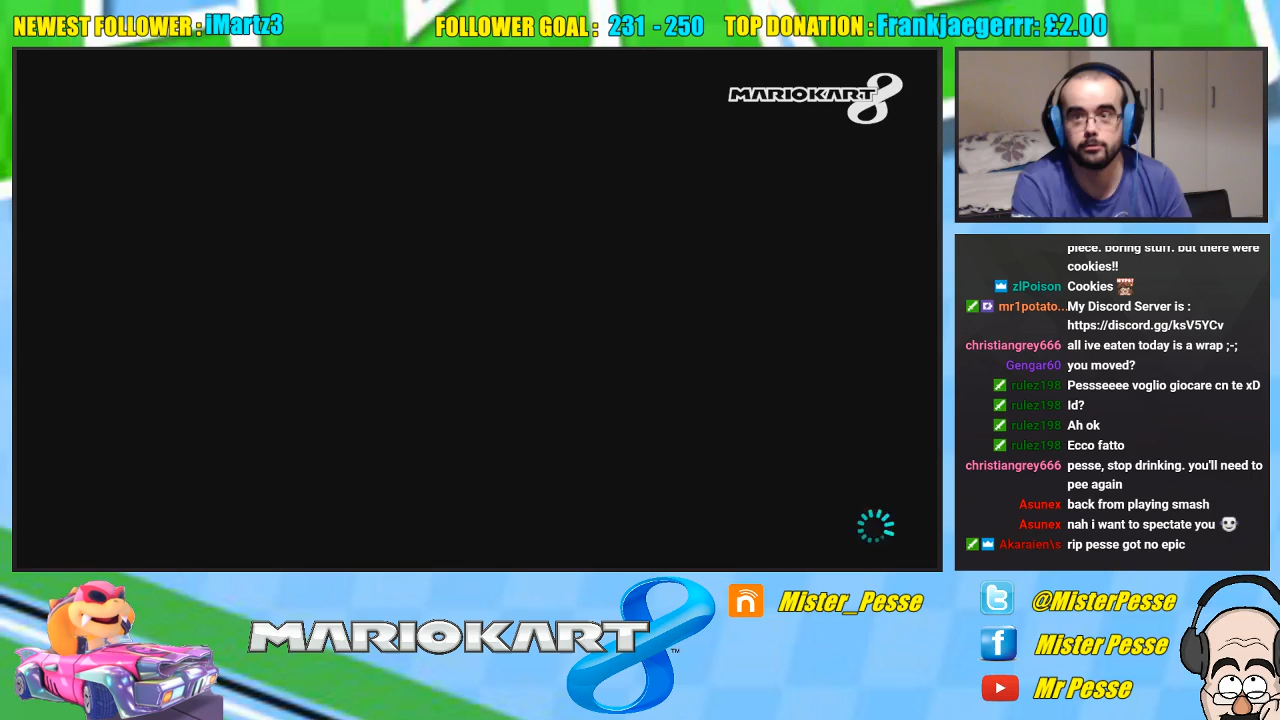 NEWEST FOLLOWER : iMartz3
FOLLOWER GOAL : 231 - 250
TOP DONATION : Frankjaegerrr: £2.00
MARIOKART 8
piece. boring stuff. but there were
cookies!!
zlPoison Cookies
mr1potato... My Discord Server is :
https://discord.gg/ksV5YCv
christiangrey666 all ive eaten today is a wrap ;-;
Gengar60 you moved?
rulez198 Pessseeee voglio giocare cn te xD
rulez198 Id?
rulez198 Ah ok
rulez198 Ecco fatto
christiangrey666 pesse, stop drinking. you'll need to
pee again
Asunex back from playing smash
Asunex nah i want to spectate you
Akaraien\s rip pesse got no epic
MARIOKART 8 ™
Mister_Pesse
@MisterPesse
Mister Pesse
Mr Pesse